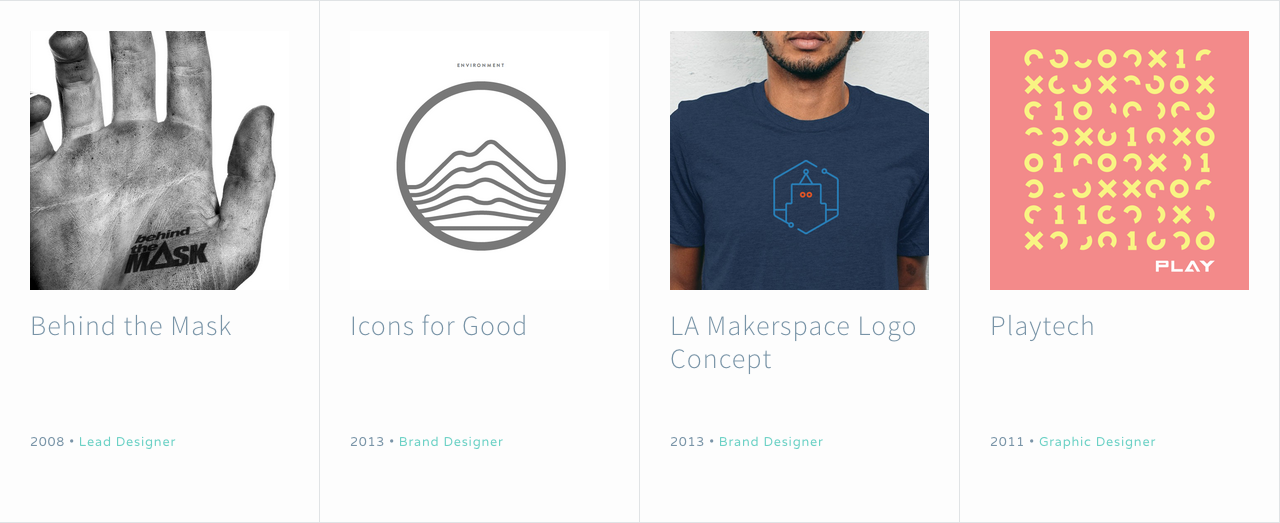 behind
the
MASK
Behind the Mask
2008 • Lead Designer
ENVIRONMENT
Icons for Good
2013 • Brand Designer
LA Makerspace Logo
Concept
2013 • Brand Designer
PLAY
Playtech
2011 • Graphic Designer